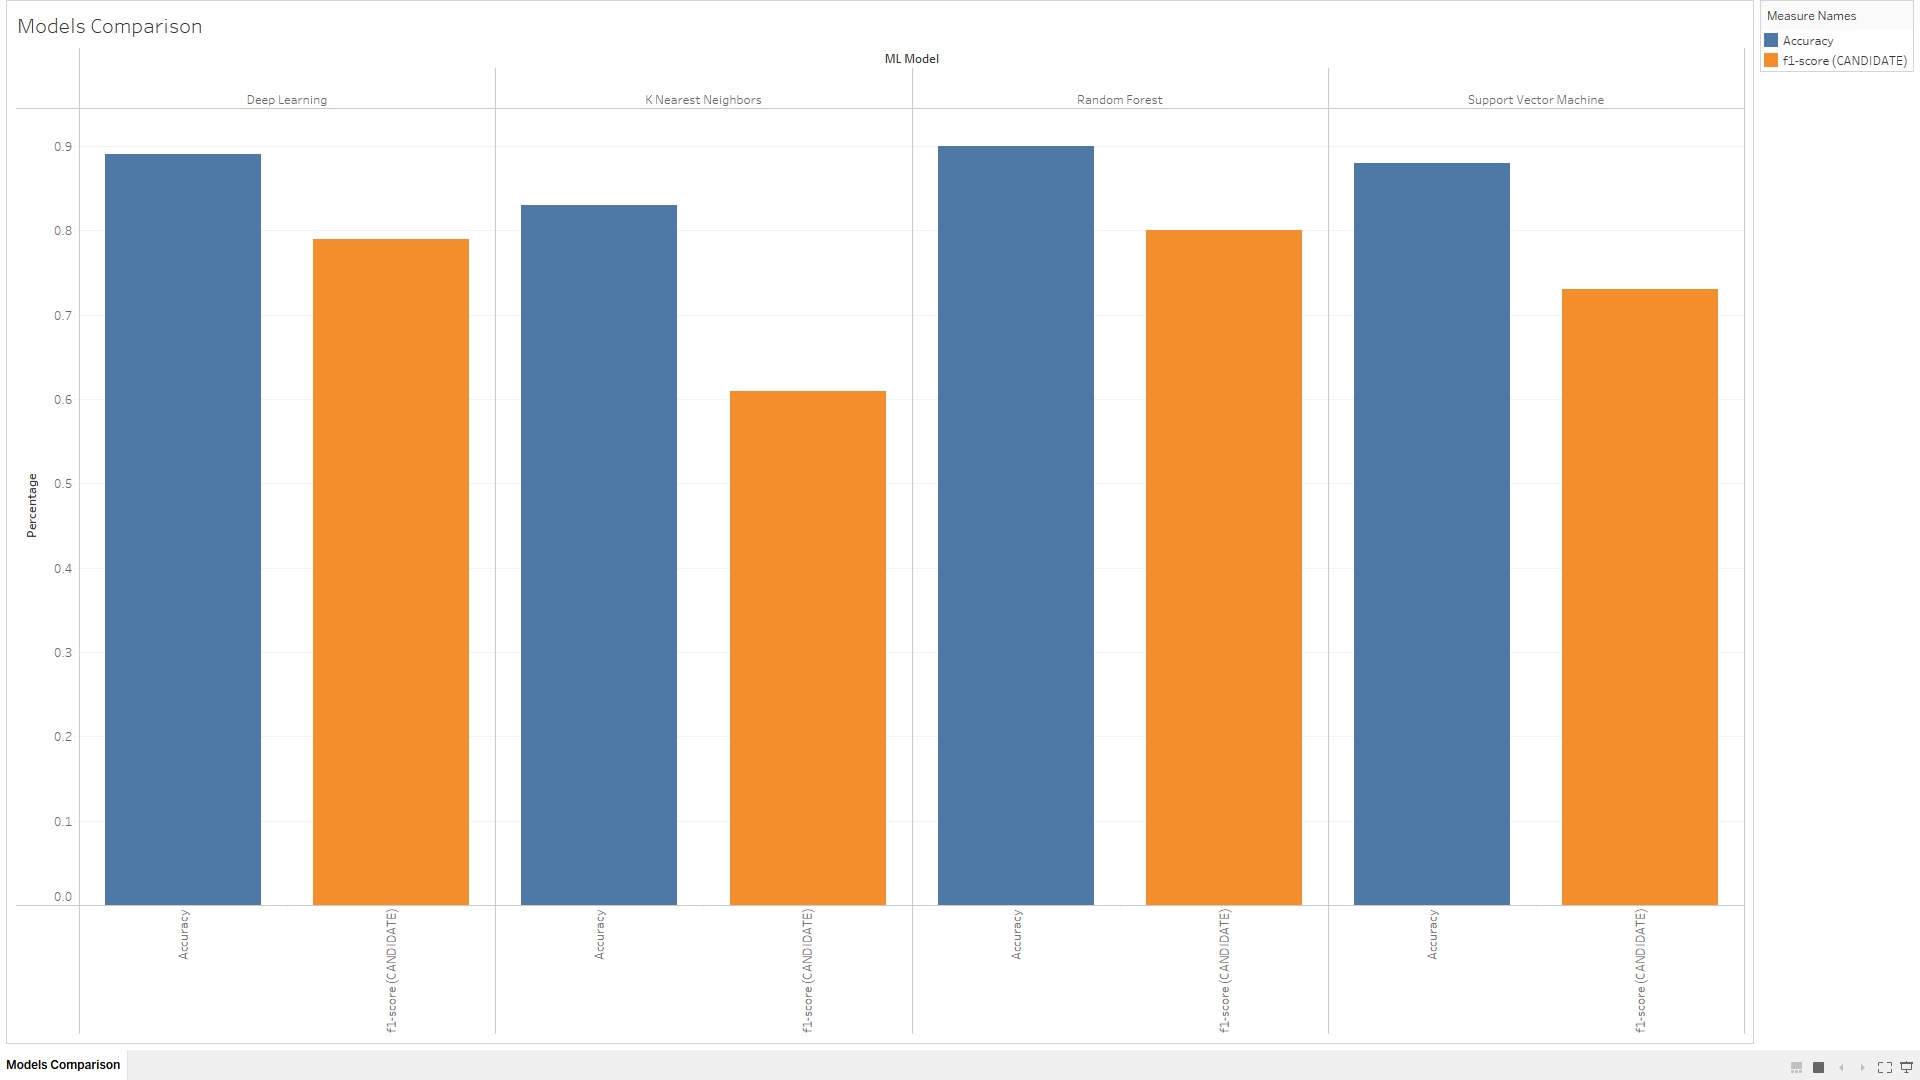 Models Comparison
Measure Names
Accuracy
f1-score (CANDIDATE)
ML Model
Deep Learning
K Nearest Neighbors
Random Forest
Support Vector Machine
Percentage
0.9
0.8
0.7
0.6
0.5
0.4
0.3
0.2
0.1
0.0
Accuracy
f1-score (CANDIDATE)
Accuracy
f1-score (CANDIDATE)
Accuracy
f1-score (CANDIDATE)
Accuracy
f1-score (CANDIDATE)
Models Comparison